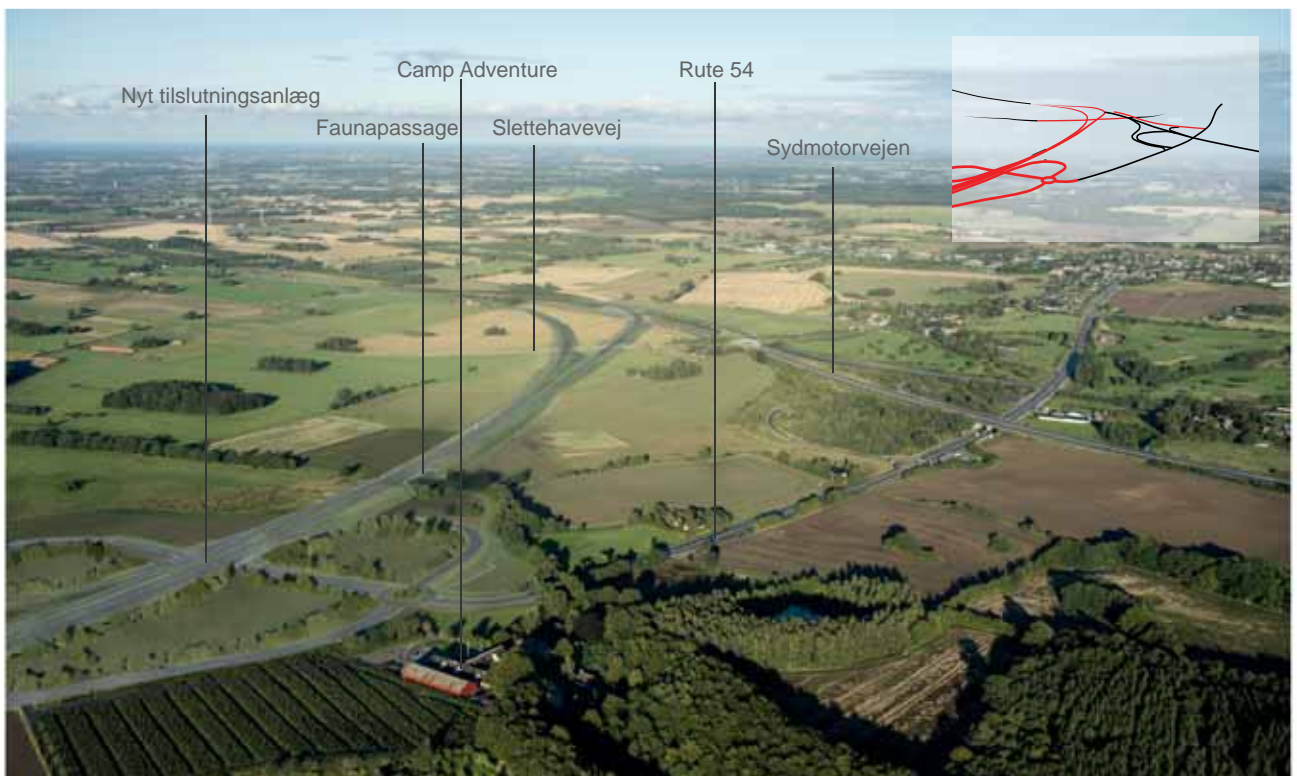 Camp Adventure
Rute 54
Nyt tilslutningsanlæg
Faunapassage
Slettehavevej
Sydmotorvejen